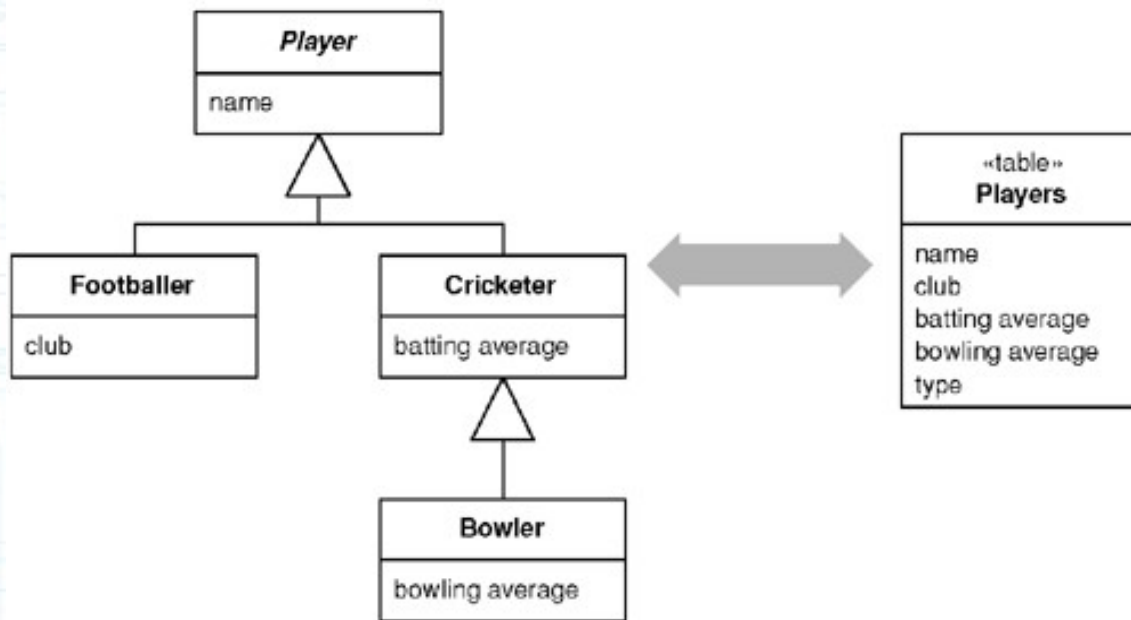 Player
name
Footballer
club
Cricketer
batting average
Bowler
bowling average
«table»
Players
name
club
batting average
bowling average
type